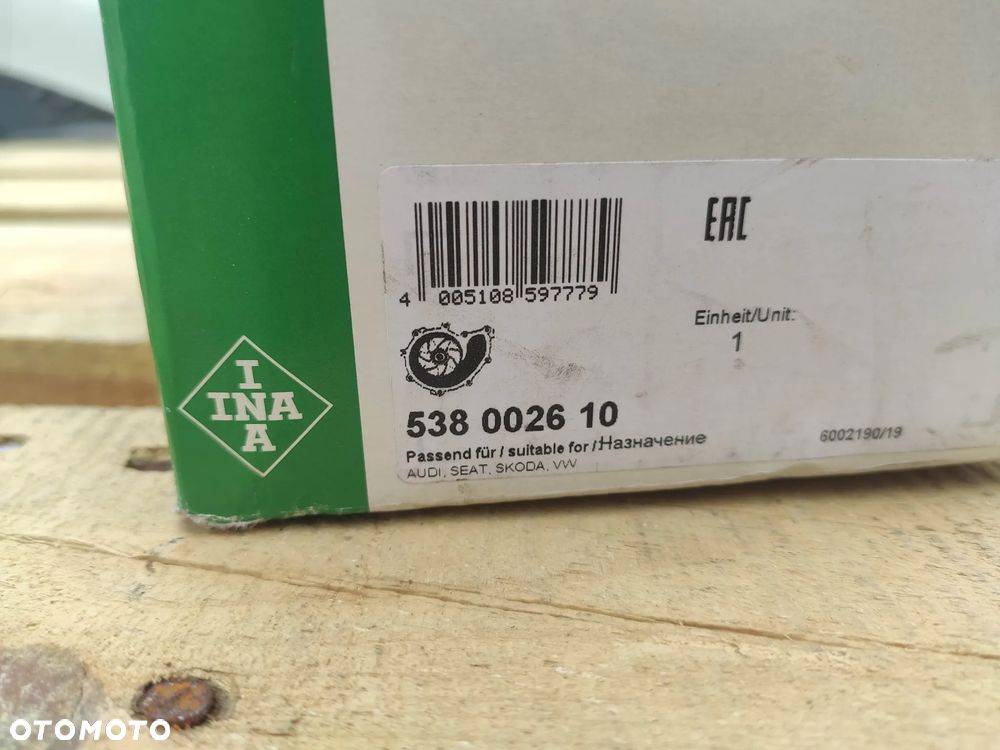 I
INA
A
4 005108 597779
EAC
Einheit/Unit:
1
538 0026 10
Passend für / suitable for /Назначение
AUDI, SEAT, SKODA, VW
6002190/19
OTOMOTO